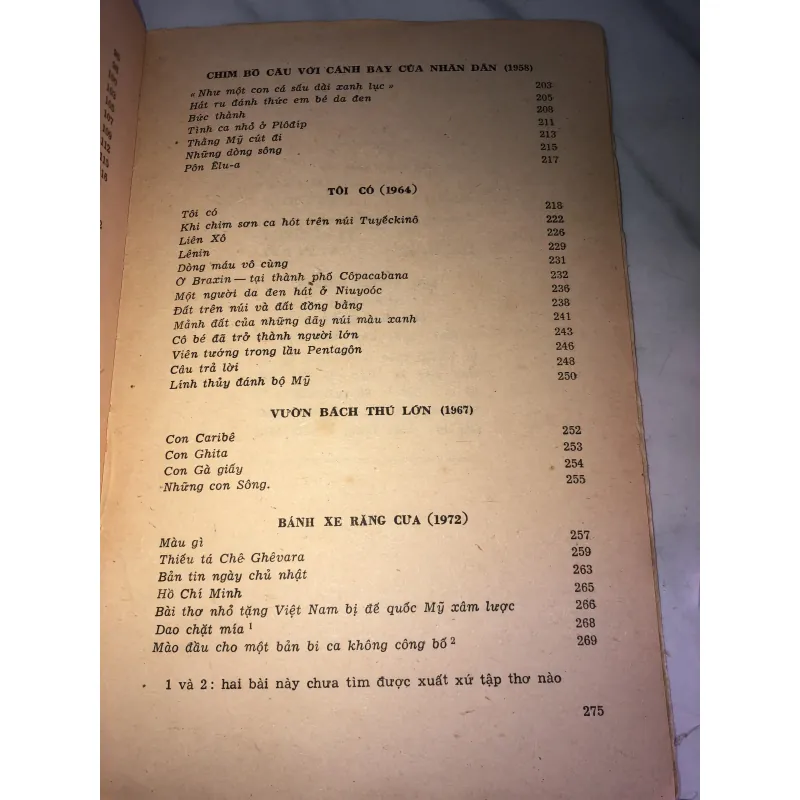 95
98
104
105
106
107
109
112
115
116
CHIM BỒ CÂU VỚI CÁNH BAY CỦA NHÂN DÂN (1958)
« Như một con cá sấu dài xanh lục » 203
Hát ru đánh thức em bé da đen 205
Bức thành 208
Tình ca nhỏ ở Plôđip 211
Thằng Mỹ cút đi 213
Những dòng sông 215
Pôn Êlu-a 217
TÔI CÓ (1964)
Tôi có 218
Khi chim sơn ca hót trên núi Tuyếckinô 222
Liên Xô 226
Lênin 229
Dòng máu vô cùng 231
Ở Braxin — tại thành phố Côpacabana 232
Một người da đen hát ở Niuyoóc 236
Đất trên núi và đất đồng bằng 238
Mảnh đất của những dãy núi màu xanh 241
Cô bé đã trở thành người lớn 243
Viên tướng trong lầu Pentagôn 246
Câu trả lời 248
Lính thủy đánh bộ Mỹ 250
VƯỜN BÁCH THÚ LỚN (1967)
Con Caribê 252
Con Ghita 253
Con Gà giấy 254
Những con Sông. 255
BÁNH XE RĂNG CƯA (1972)
Màu gì 257
Thiếu tá Chê Ghêvara 259
Bản tin ngày chủ nhật 263
Hồ Chí Minh 265
Bài thơ nhỏ tặng Việt Nam bị đế quốc Mỹ xâm lược 266
Dao chặt mía ¹ 268
Mào đầu cho một bản bi ca không công bố ² 269
1 và 2 : hai bài này chưa tìm được xuất xứ tập thơ nào
275